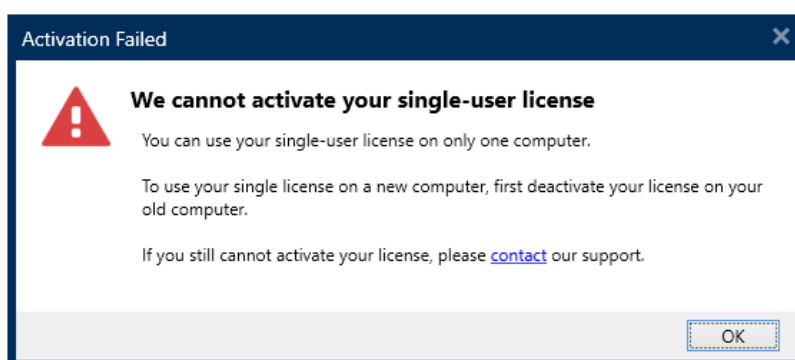 Activation Failed
We cannot activate your single-user license
You can use your single-user license on only one computer.
To use your single license on a new computer, first deactivate your license on your
old computer.
If you still cannot activate your license, please contact our support.
OK